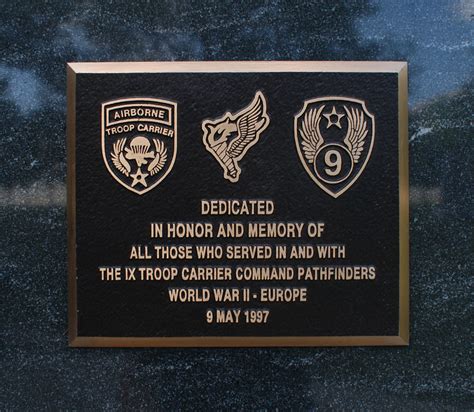 AIRBORNE
TROOP CARRIER
9
DEDICATED
IN HONOR AND MEMORY OF
ALL THOSE WHO SERVED IN AND WITH
THE IX TROOP CARRIER COMMAND PATHFINDERS
WORLD WAR II - EUROPE
9 MAY 1997